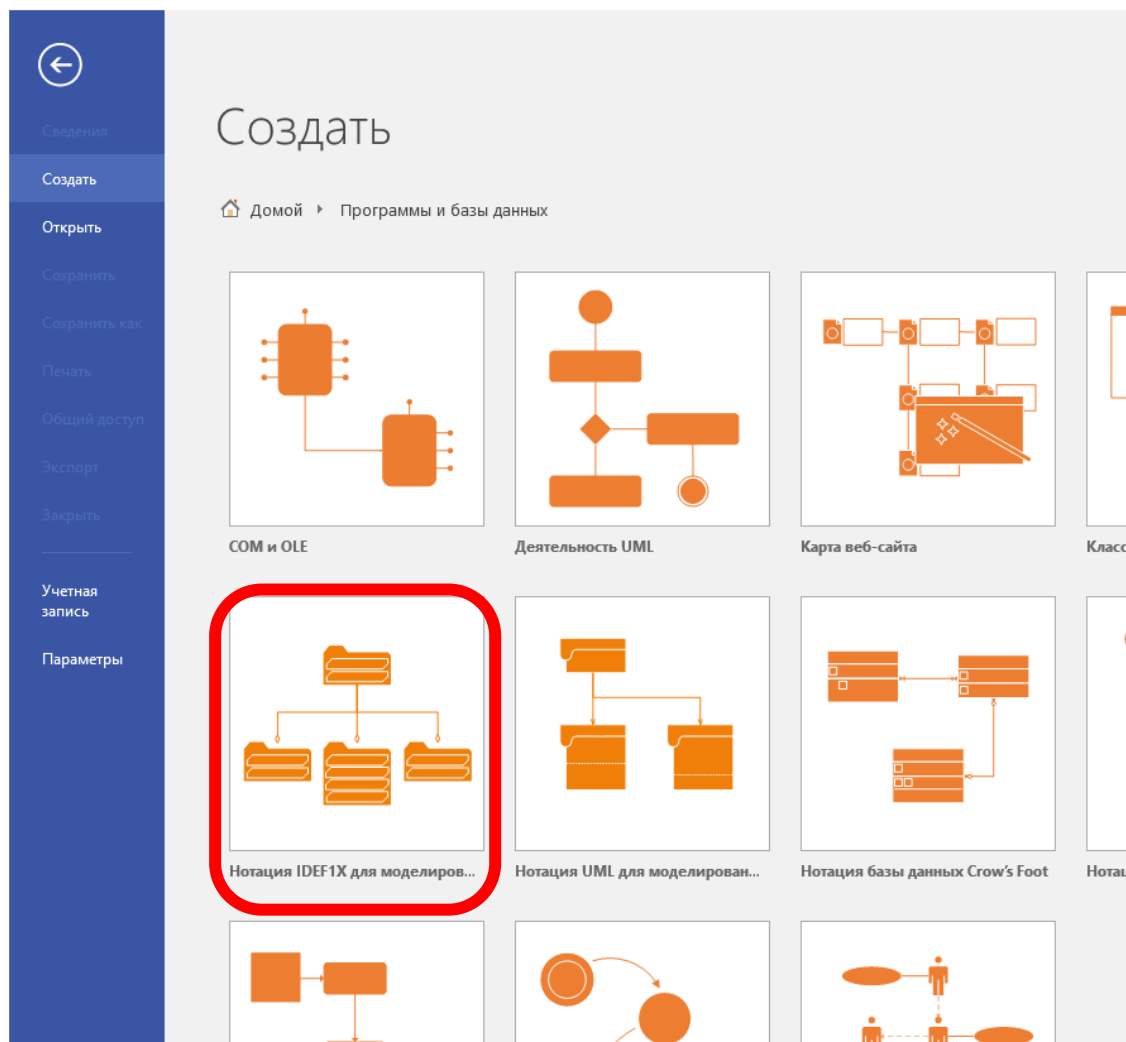 Сведения
Создать
Открыть
Сохранить
Сохранить как
Печать
Общий доступ
Экспорт
Закрыть
Учетная
запись
Параметры
Создать
Домой
Программы и базы данных
COM и OLE
Деятельность UML
Карта веб-сайта
Класс
Нотация IDEF1X для моделиров...
Нотация UML для моделирован...
Нотация базы данных Crow's Foot
Нотац